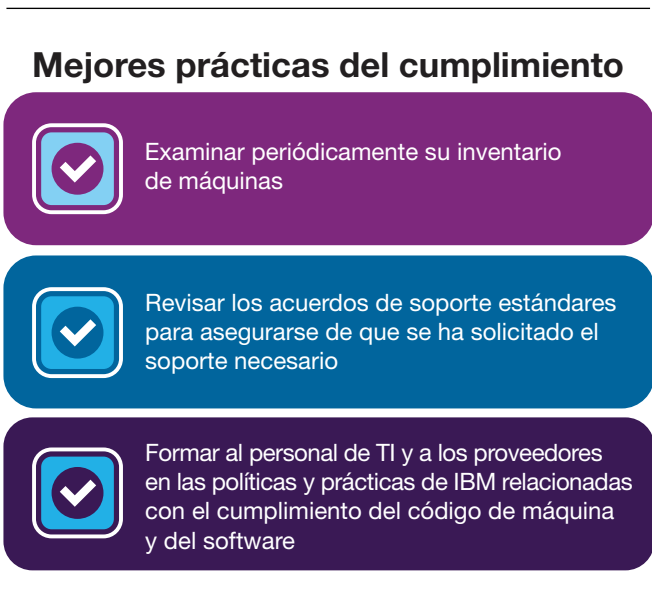 Mejores prácticas del cumplimiento
Examinar periódicamente su inventario
de máquinas
Revisar los acuerdos de soporte estándares
para asegurarse de que se ha solicitado el
soporte necesario
Formar al personal de TI y a los proveedores
en las políticas y prácticas de IBM relacionadas
con el cumplimiento del código de máquina
y del software